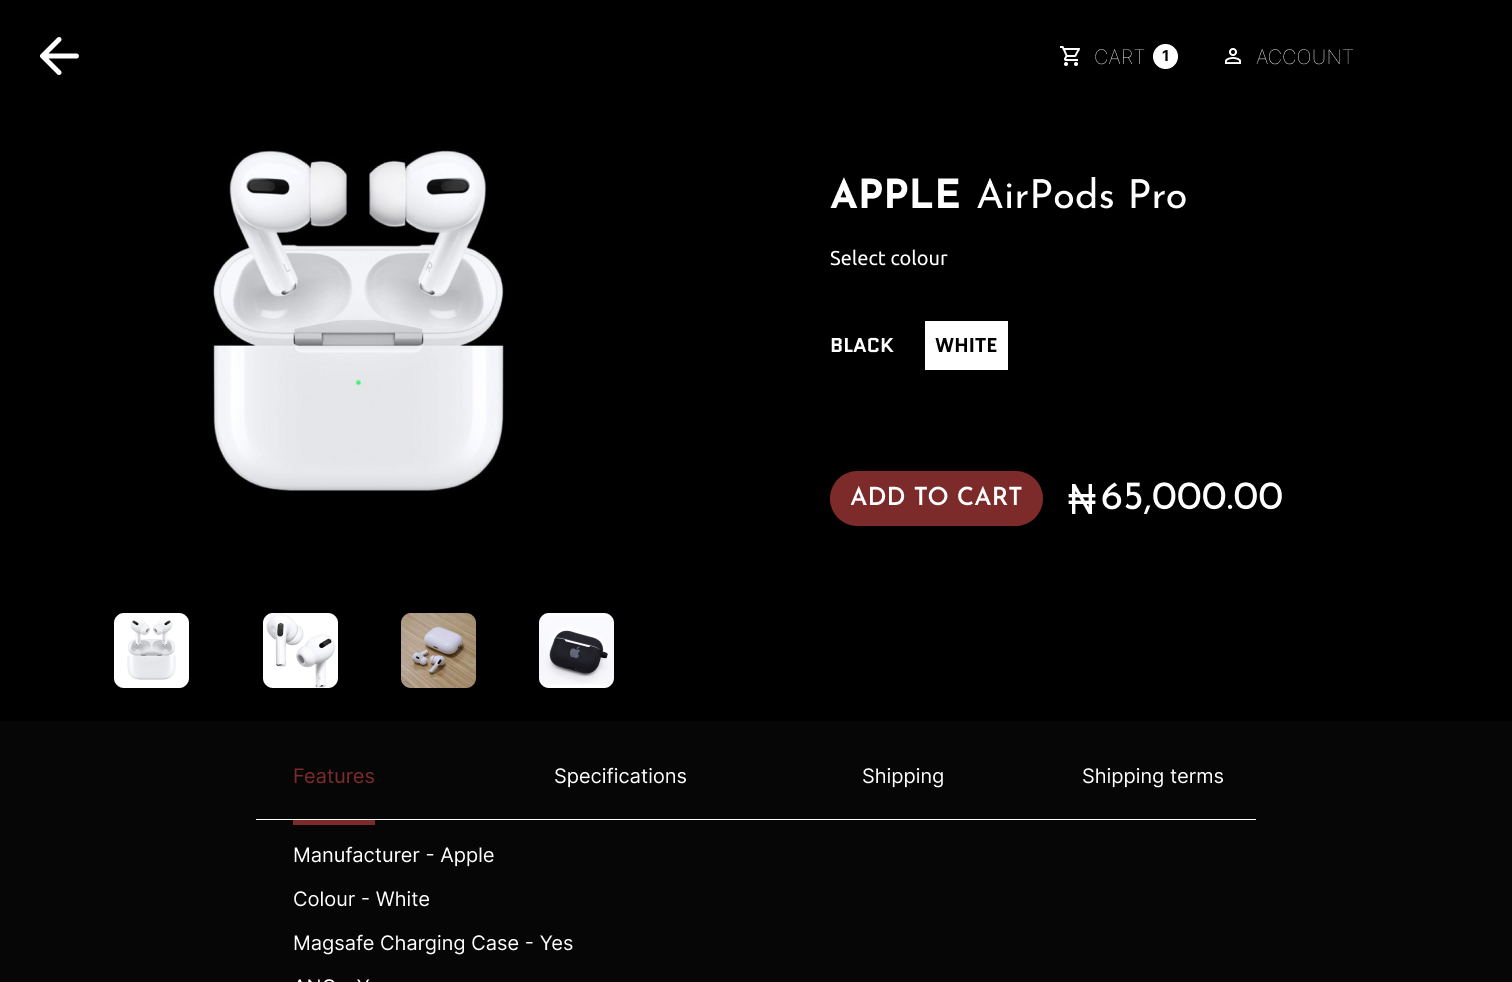 CART 1 ACCOUNT
APPLE AirPods Pro
Select colour
BLACK WHITE
ADD TO CART ₦65,000.00
Features Specifications Shipping Shipping terms
Manufacturer - Apple
Colour - White
Magsafe Charging Case - Yes